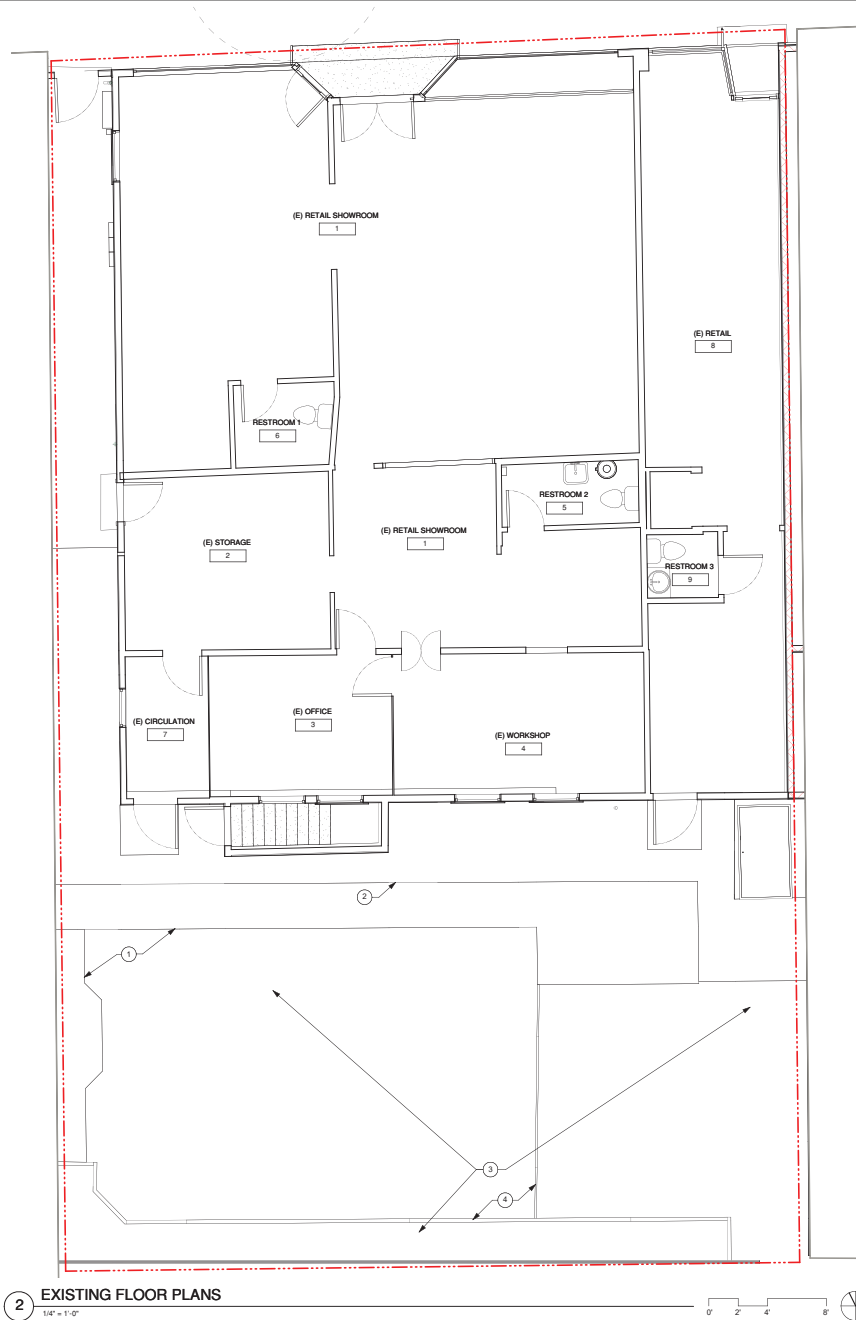 (E) RETAIL SHOWROOM
1
(E) RETAIL
8
RESTROOM 1
6
RESTROOM 2
5
(E) RETAIL SHOWROOM
1
(E) STORAGE
2
RESTROOM 3
9
(E) OFFICE
3
(E) CIRCULATION
7
(E) WORKSHOP
4
2
1
3
4
2
EXISTING FLOOR PLANS
1/4" = 1'-0"
0' 2' 4' 8'